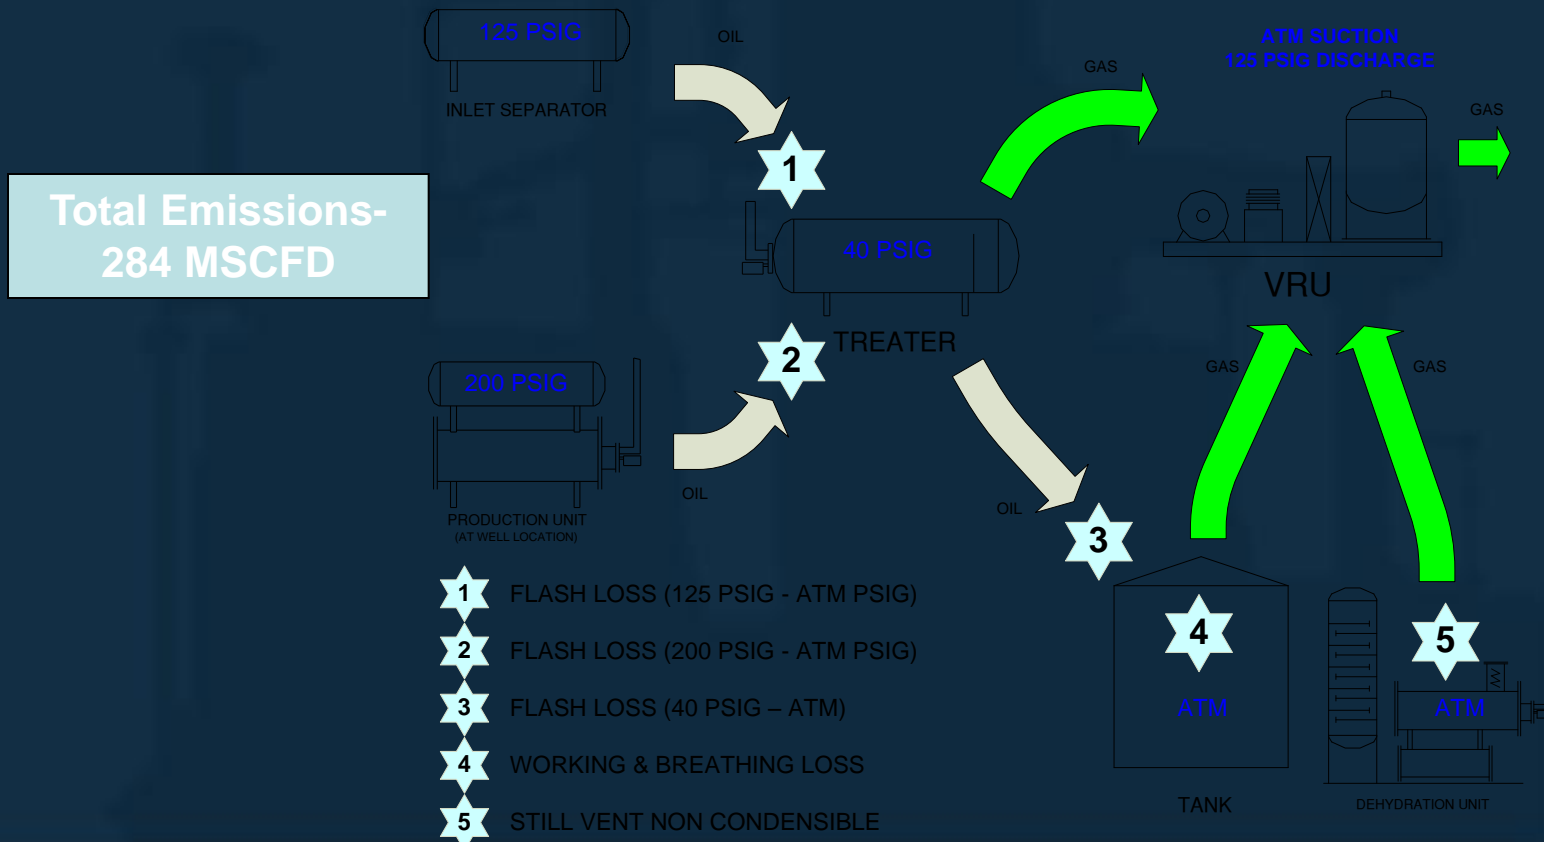 125 PSIG
OIL
INLET SEPARATOR
ATM SUCTION
125 PSIG DISCHARGE
GAS
GAS
Total Emissions-
284 MSCFD
1
40 PSIG
TREATER
VRU
2
200 PSIG
OIL
PRODUCTION UNIT
(AT WELL LOCATION)
GAS
GAS
OIL
3
4
ATM
TANK
5
ATM
DEHYDRATION UNIT
1 FLASH LOSS (125 PSIG - ATM PSIG)
2 FLASH LOSS (200 PSIG - ATM PSIG)
3 FLASH LOSS (40 PSIG – ATM)
4 WORKING & BREATHING LOSS
5 STILL VENT NON CONDENSIBLE